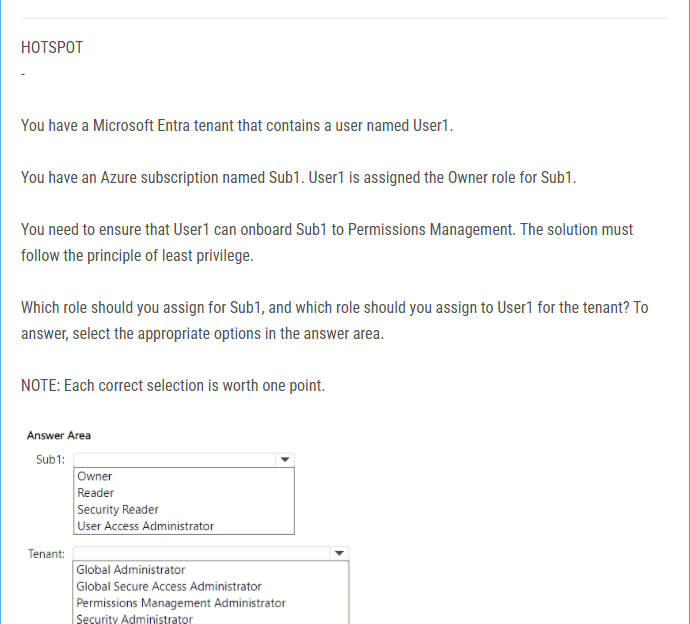 HOTSPOT
-
You have a Microsoft Entra tenant that contains a user named User1.
You have an Azure subscription named Sub1. User1 is assigned the Owner role for Sub1.
You need to ensure that User1 can onboard Sub1 to Permissions Management. The solution must
follow the principle of least privilege.
Which role should you assign for Sub1, and which role should you assign to User1 for the tenant? To
answer, select the appropriate options in the answer area.
NOTE: Each correct selection is worth one point.
Answer Area
Sub1:
Owner
Reader
Security Reader
User Access Administrator
Tenant:
Global Administrator
Global Secure Access Administrator
Permissions Management Administrator
Security Administrator